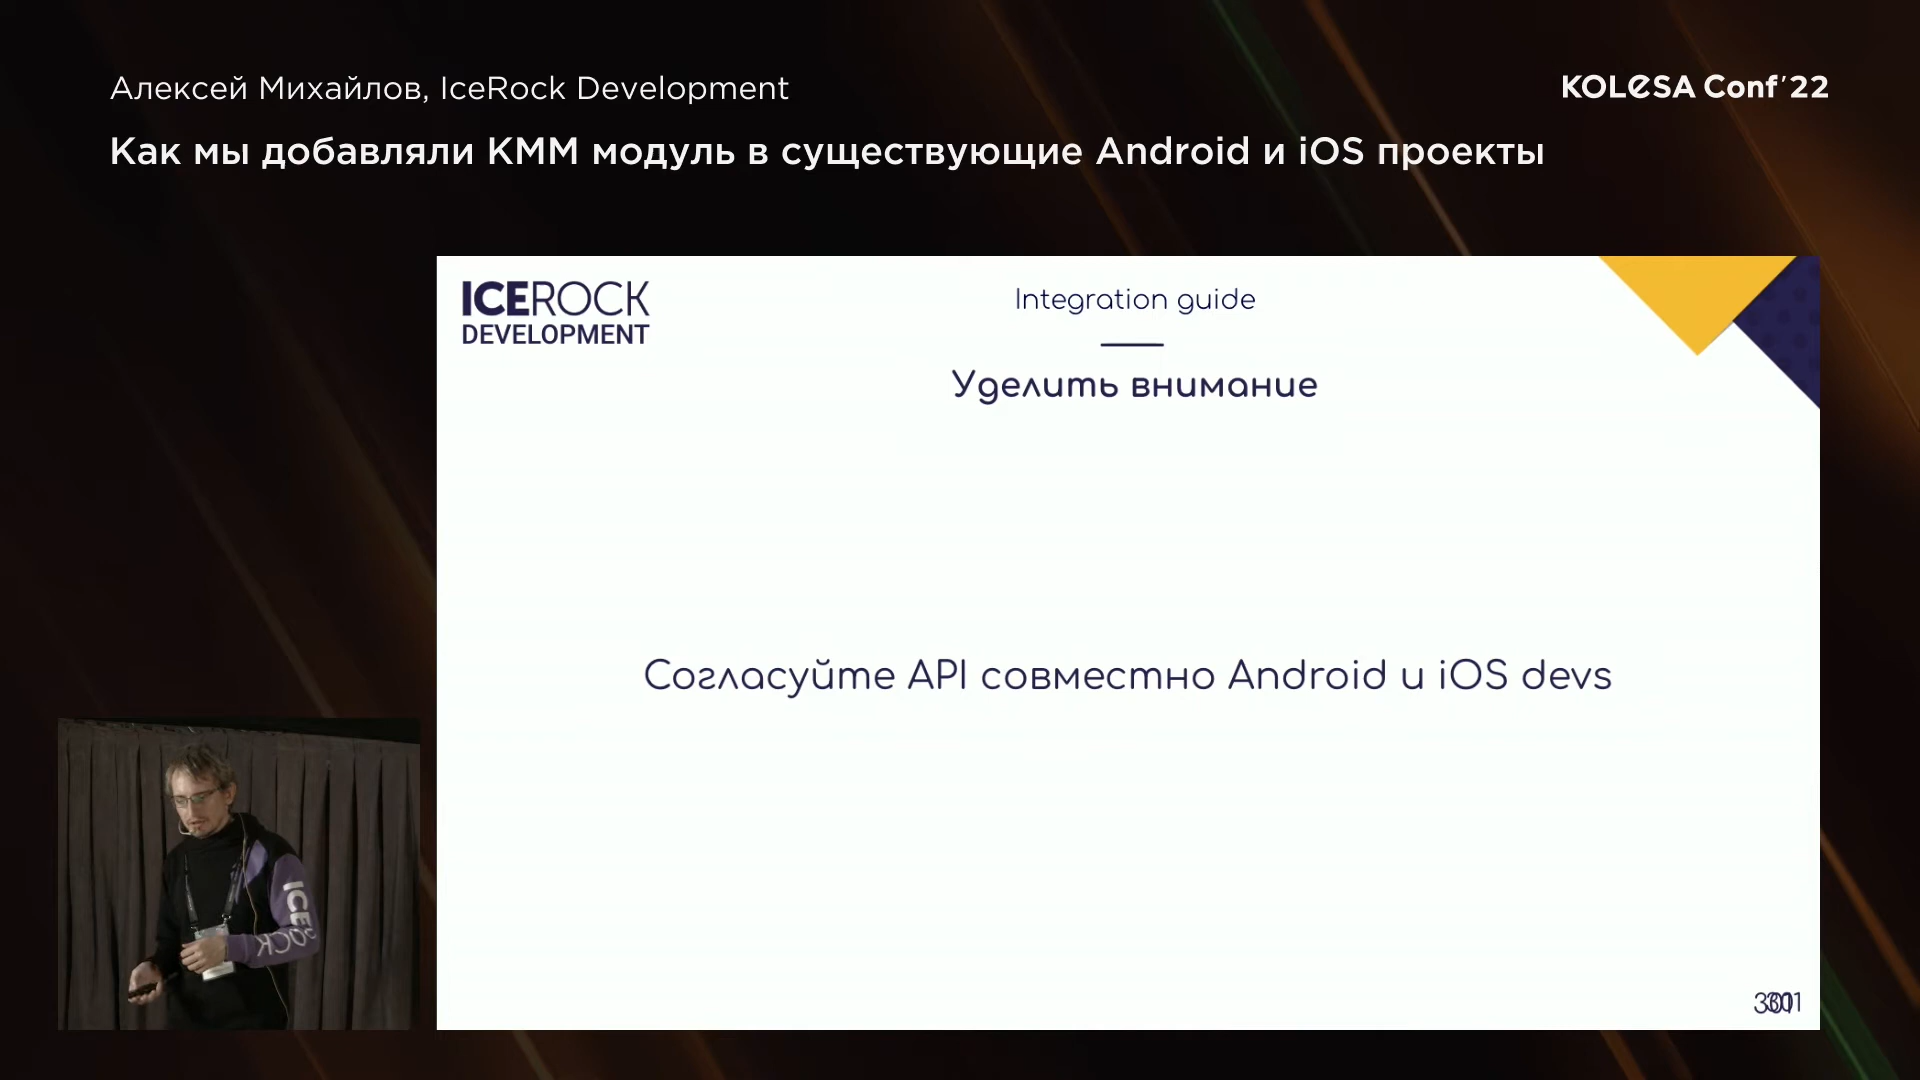 Алексей Михайлов, IceRock Development
KOLESA Conf'22
Как мы добавляли KMM модуль в существующие Android и iOS проекты
ICEROCK
DEVELOPMENT
Integration guide
Уделить внимание
Согласуйте API совместно Android и iOS devs
ICEROCK